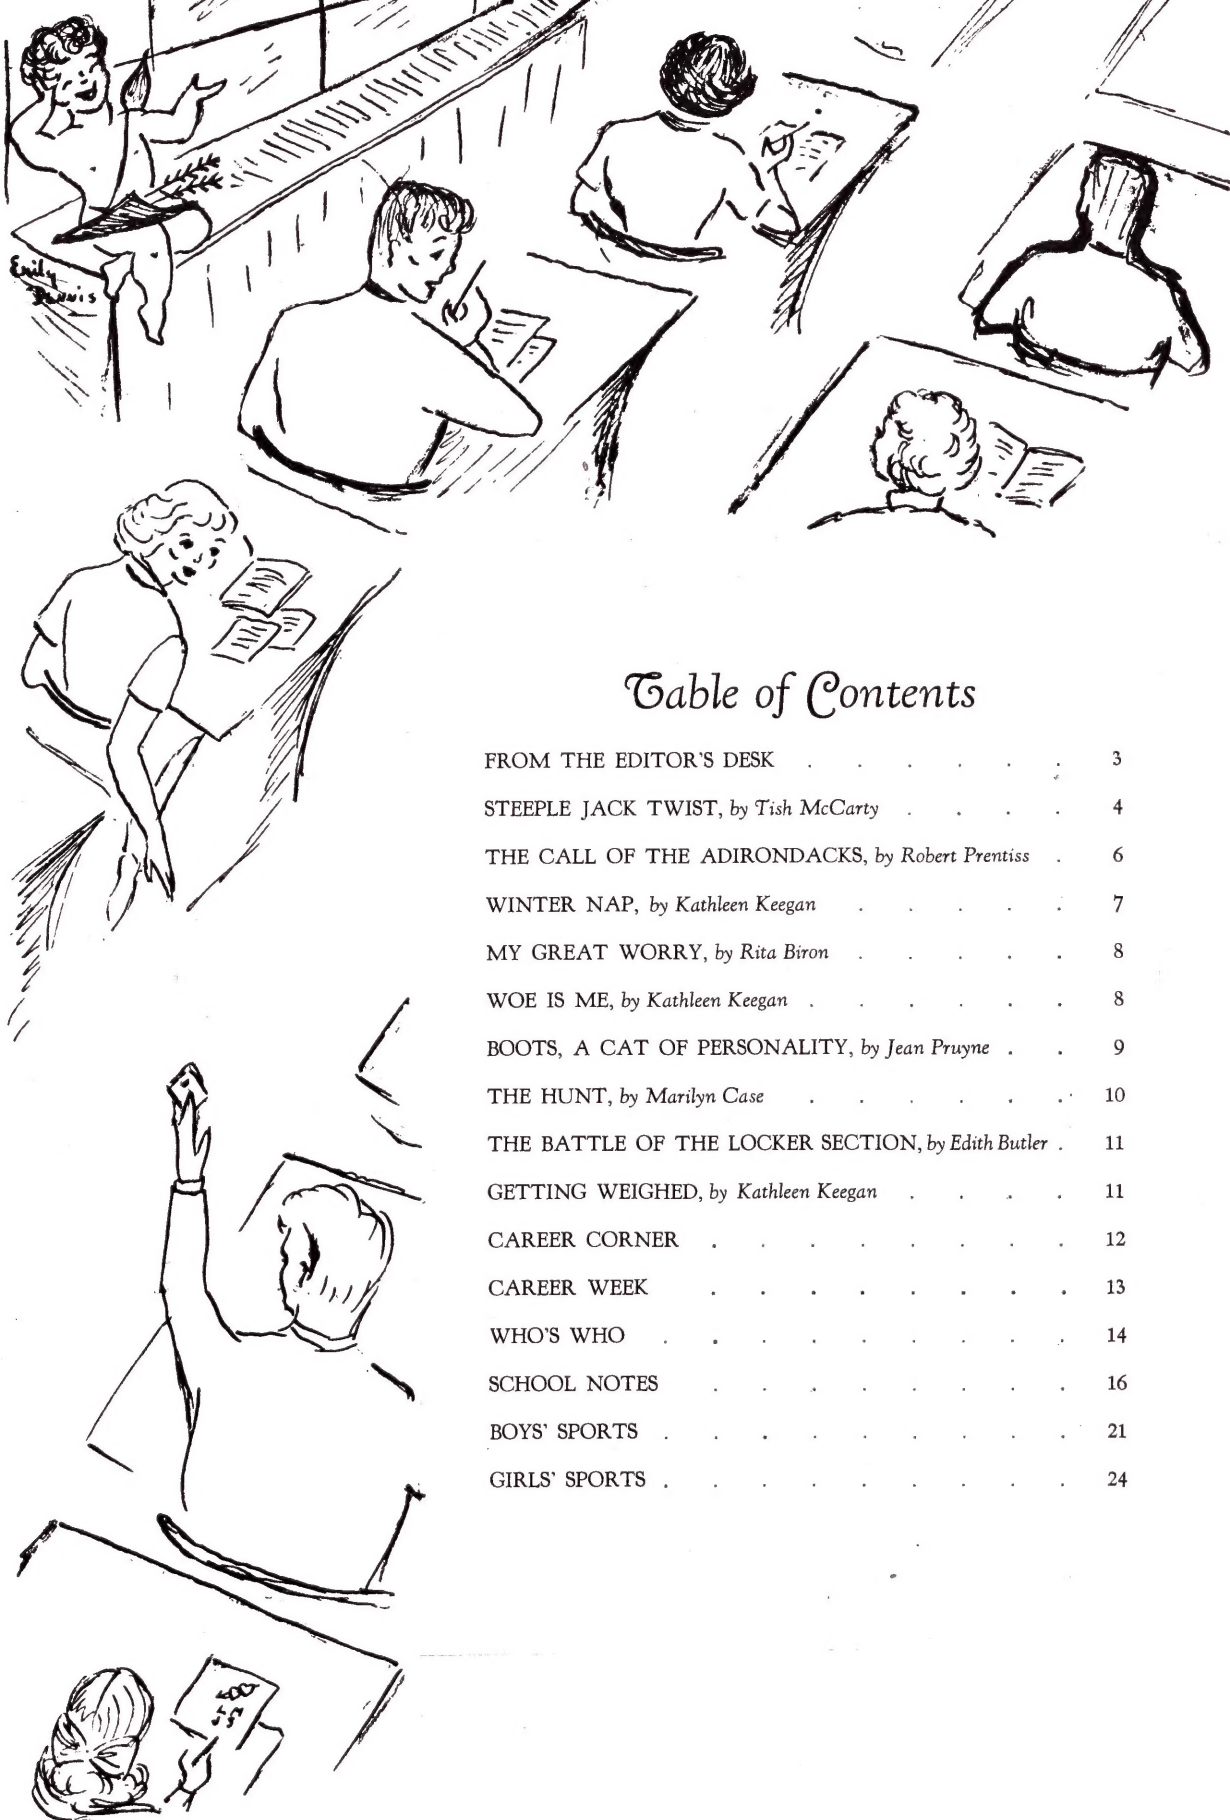 Emily
Dennis
Table of Contents
FROM THE EDITOR'S DESK . . . . . . 3
STEEPLE JACK TWIST, by Tish McCarty . . . . 4
THE CALL OF THE ADIRONDACKS, by Robert Prentiss . 6
WINTER NAP, by Kathleen Keegan . . . . . 7
MY GREAT WORRY, by Rita Biron . . . . . 8
WOE IS ME, by Kathleen Keegan . . . . . . 8
BOOTS, A CAT OF PERSONALITY, by Jean Pruyne . . 9
THE HUNT, by Marilyn Case . . . . . . 10
THE BATTLE OF THE LOCKER SECTION, by Edith Butler . 11
GETTING WEIGHED, by Kathleen Keegan . . . . 11
CAREER CORNER . . . . . . . . 12
CAREER WEEK . . . . . . . . 13
WHO'S WHO . . . . . . . . . 14
SCHOOL NOTES . . . . . . . . 16
BOYS' SPORTS . . . . . . . . . 21
GIRLS' SPORTS . . . . . . . . . 24